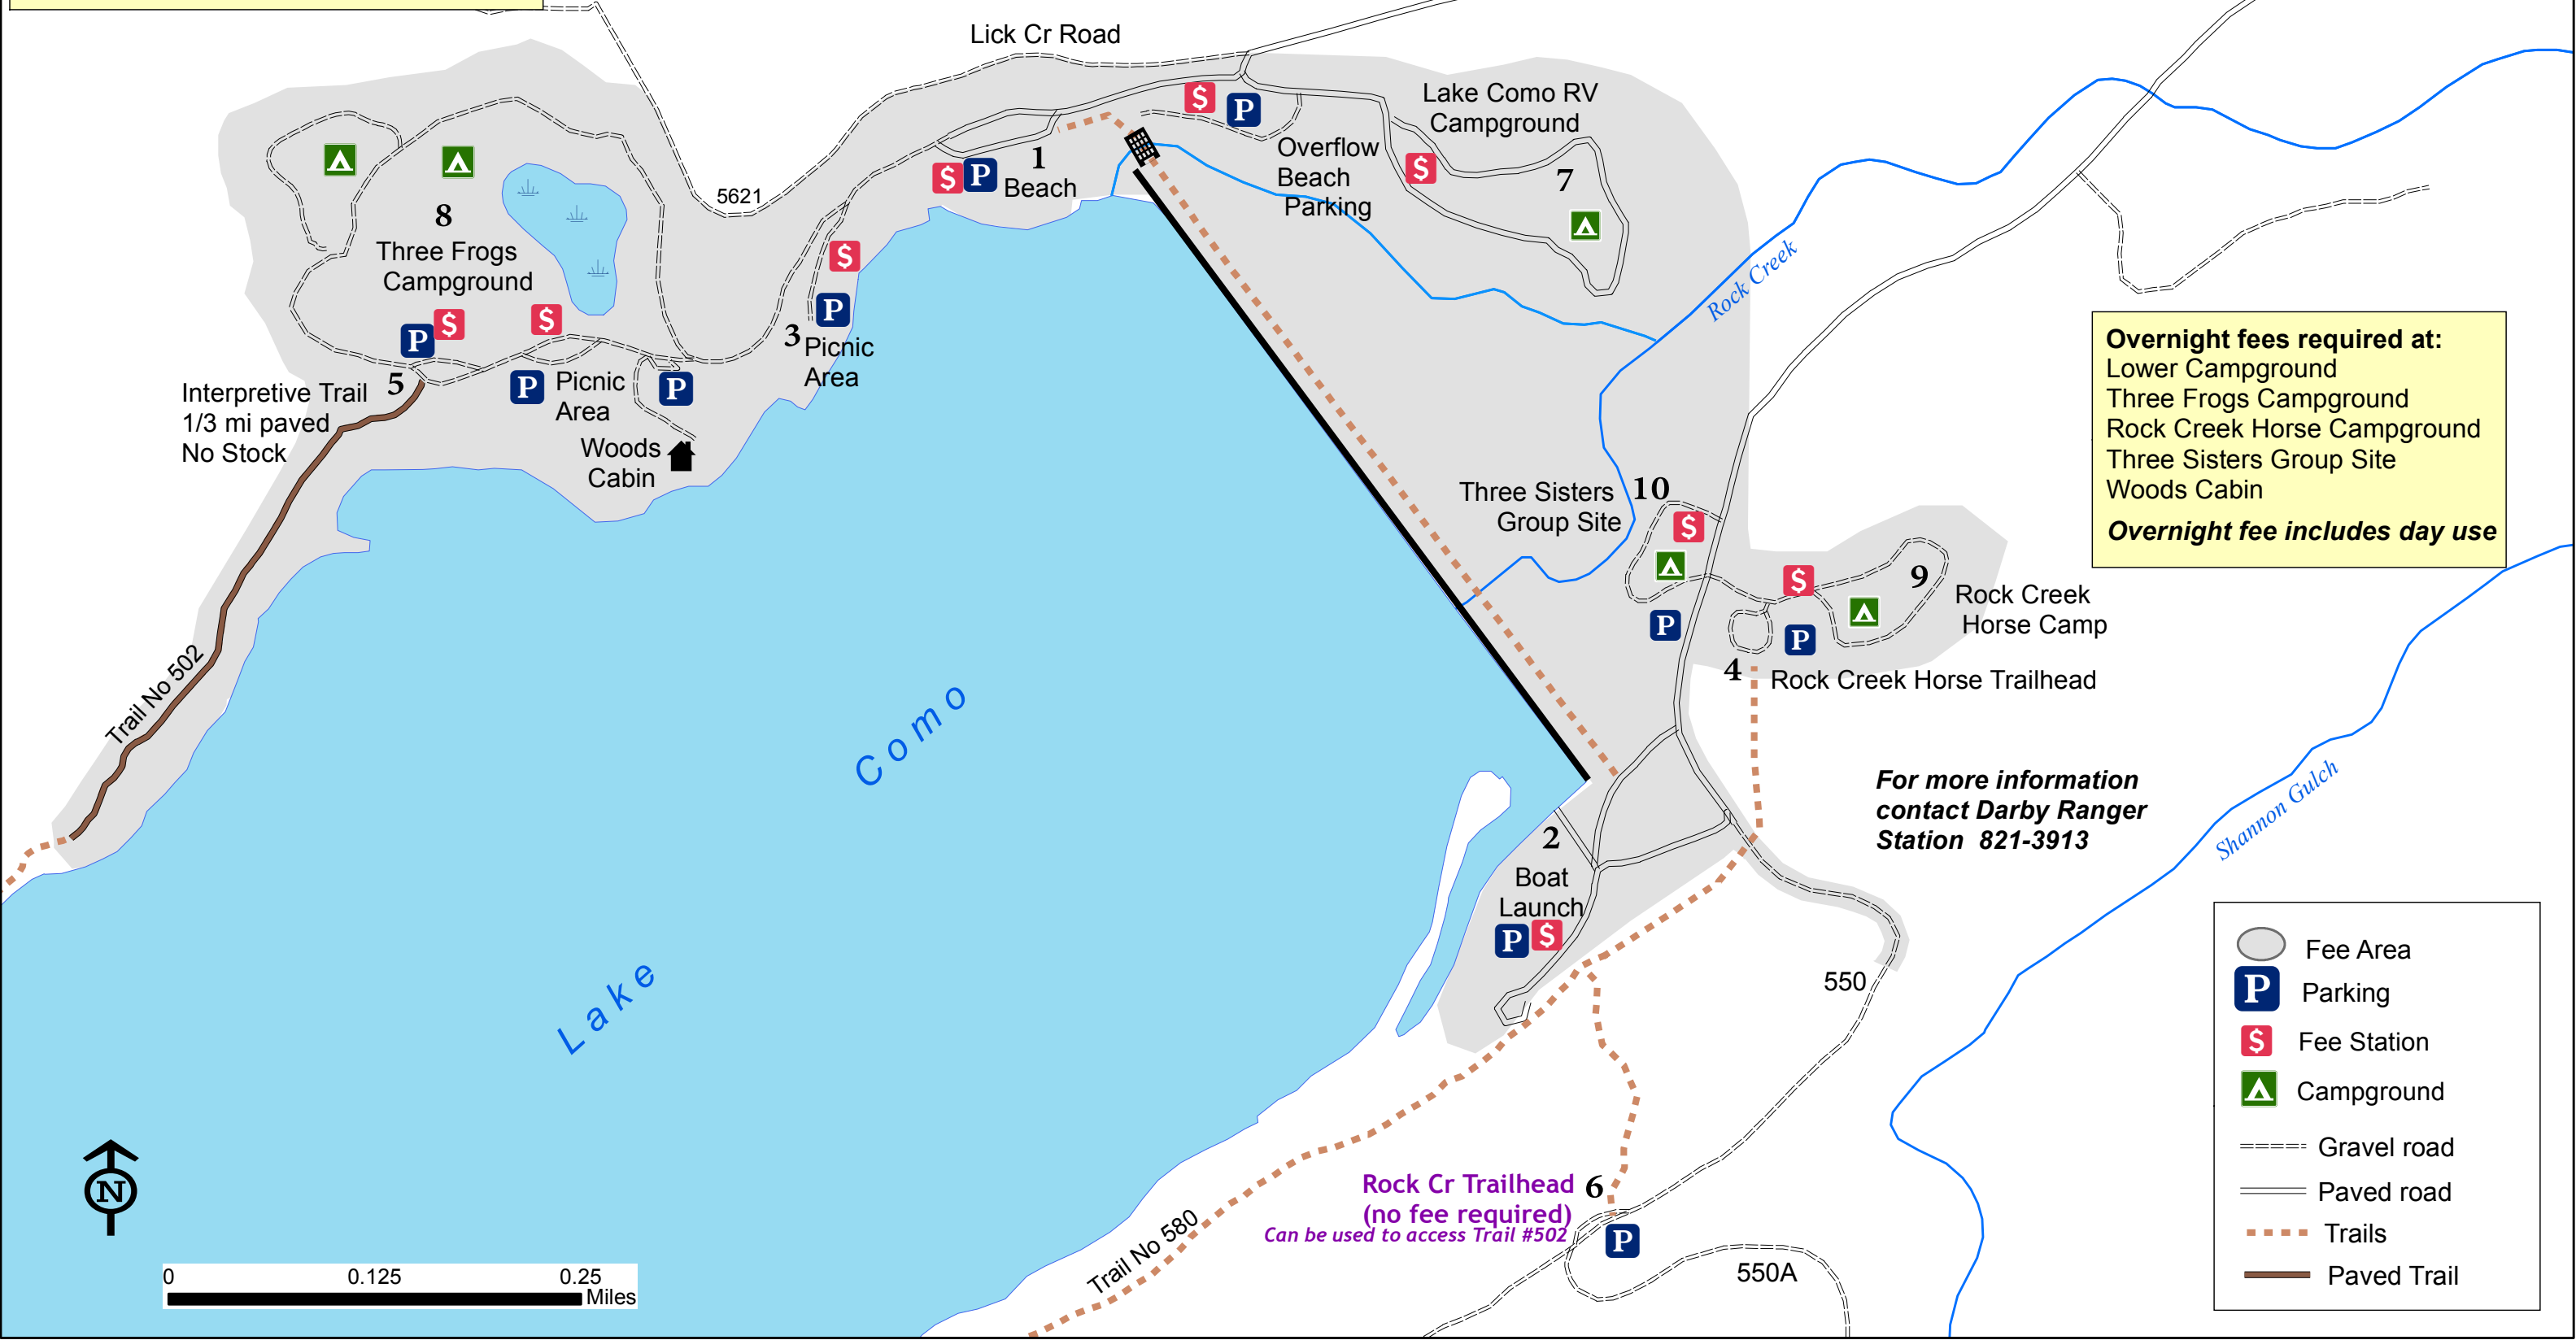 Lick Cr Road
Lake Como RV
Campground
$
P
Overflow
Beach
Parking
$
7
1
Beach
$
P
5621
8
Three Frogs
Campground
$
P
3
Picnic
Area
P
$
$
5
P
Picnic
Area
P
Interpretive Trail
1/3 mi paved
No Stock
Woods
Cabin
Trail No 502
Rock Creek
Overnight fees required at:
Lower Campground
Three Frogs Campground
Rock Creek Horse Campground
Three Sisters Group Site
Woods Cabin
Overnight fee includes day use
Three Sisters
Group Site
10
$
P
$
9
Rock Creek
Horse Camp
P
4
Rock Creek Horse Trailhead
Lake Como
2
Boat
Launch
P
$
For more information
contact Darby Ranger
Station 821-3913
Shannon Gulch
550
Rock Cr Trailhead
(no fee required)
Can be used to access Trail #502
6
P
550A
Trail No 580
N
0 0.125 0.25
Miles
Fee Area
P Parking
$ Fee Station
Campground
Gravel road
Paved road
Trails
Paved Trail